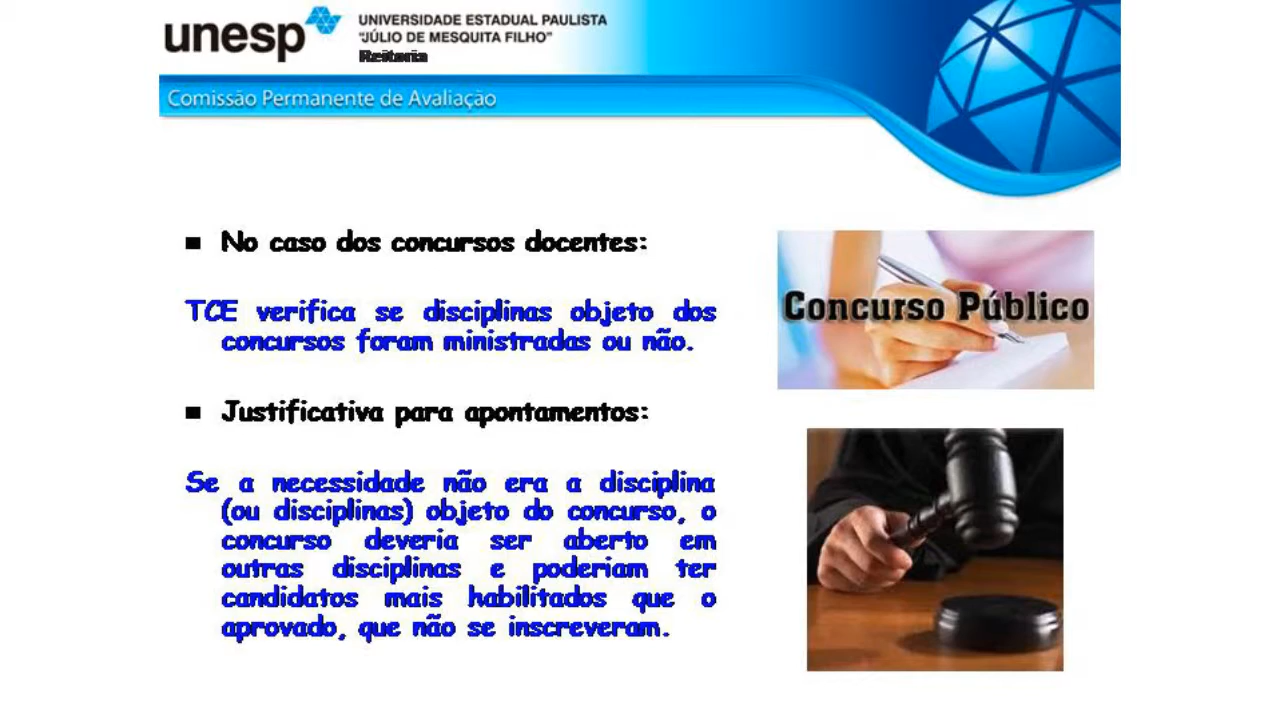 unesp
UNIVERSIDADE ESTADUAL PAULISTA
"JÚLIO DE MESQUITA FILHO"
Reitoria
Comissão Permanente de Avaliação
■ No caso dos concursos docentes:
TCE verifica se disciplinas objeto dos
concursos foram ministradas ou não.
Concurso Público
■ Justificativa para apontamentos:
Se a necessidade não era a disciplina
(ou disciplinas) objeto do concurso, o
concurso deveria ser aberto em
outras disciplinas e poderiam ter
candidatos mais habilitados que o
aprovado, que não se inscreveram.